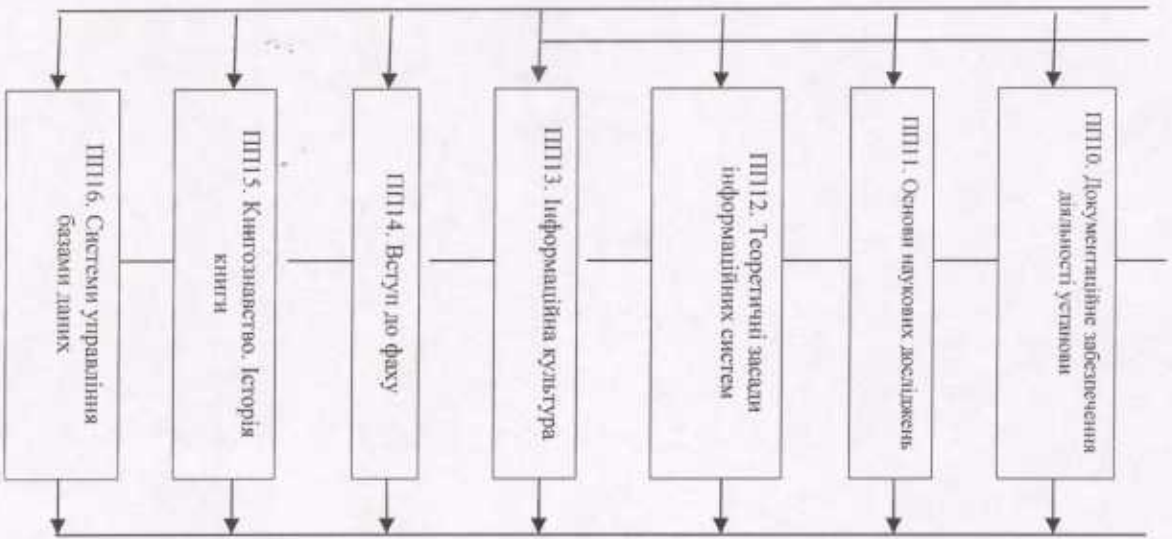 ПП10. Документаційне забезпечення
діяльності установи
ПП11. Основи наукових досліджень
ПП12. Теоретичні засади
інформаційних систем
ПП13. Інформаційна культура
ПП14. Вступ до фаху
ПП15. Книгознавство. Історія
книги
ПП16. Системи управління
базами даних